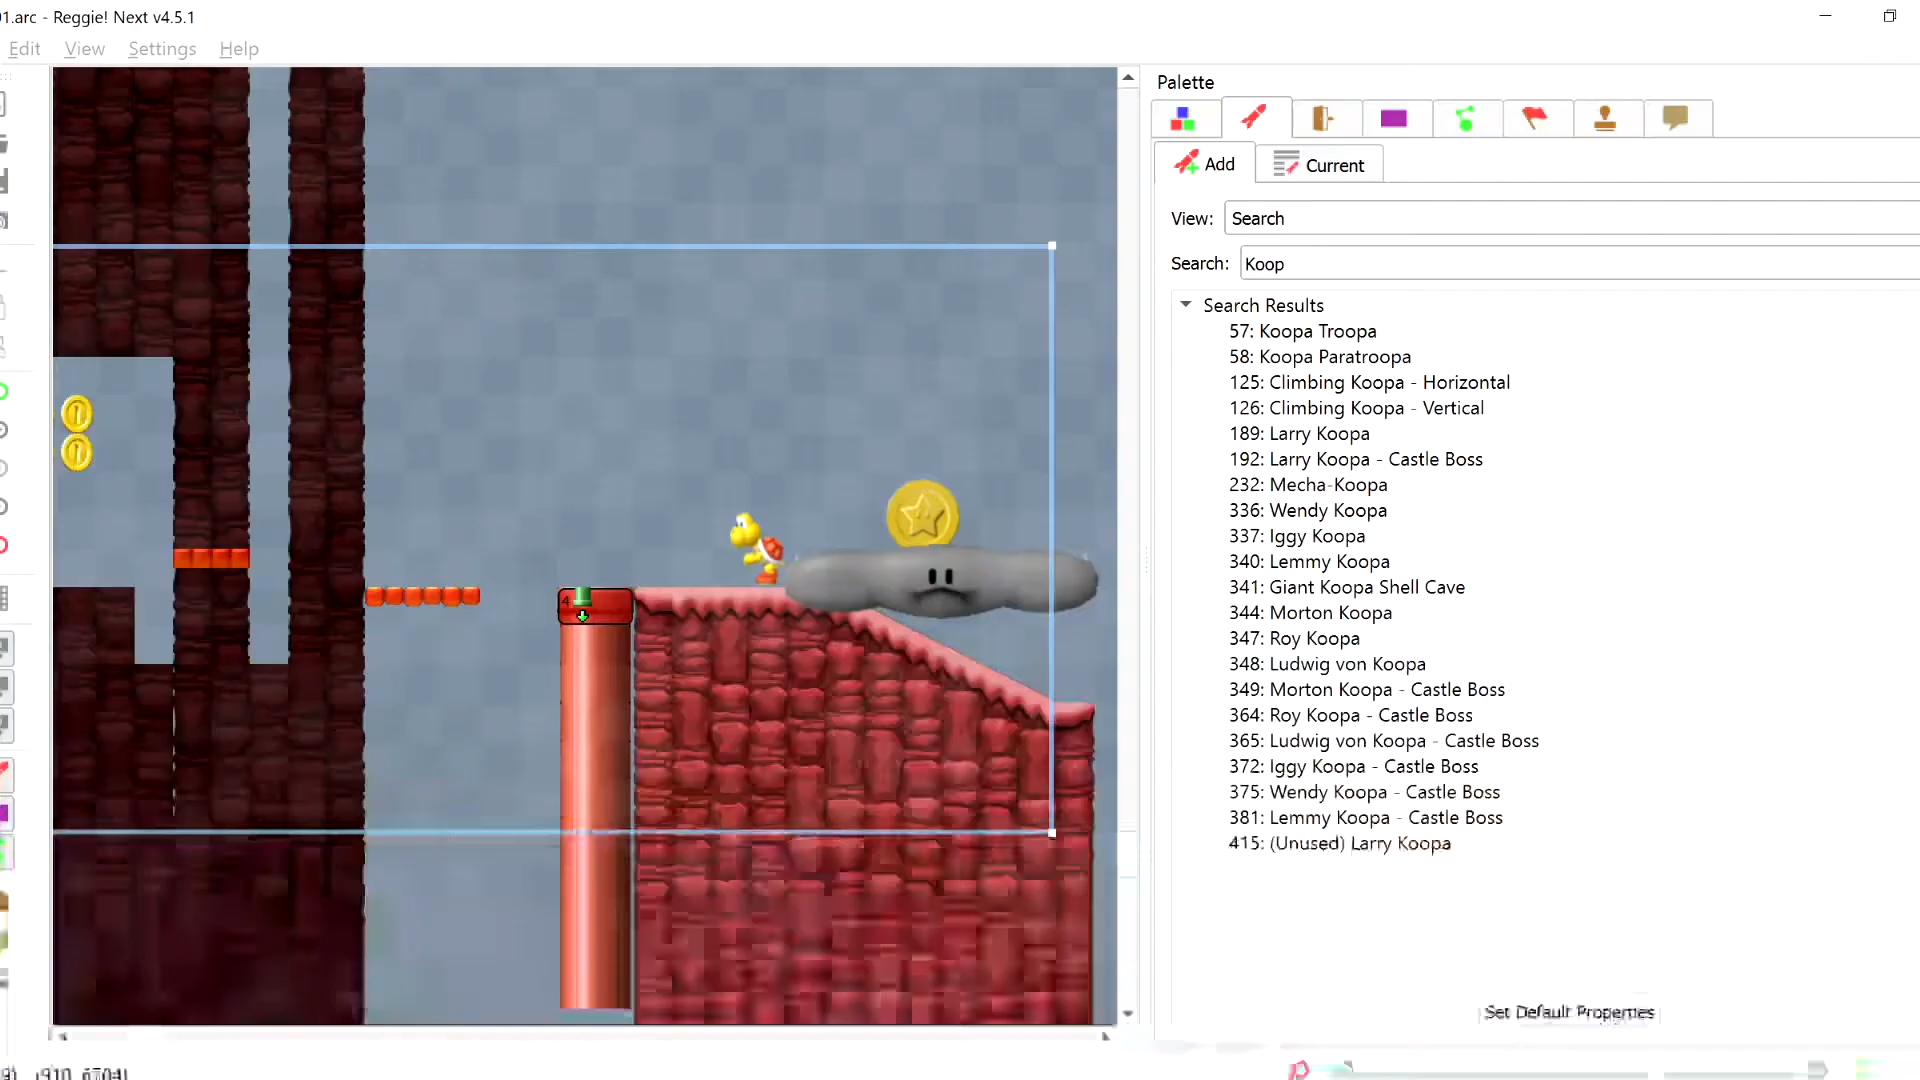 1.arc - Reggie! Next v4.5.1
Edit View Settings Help
Palette
Add Current
View: Search
Search: Koop
Search Results
57: Koopa Troopa
58: Koopa Paratroopa
125: Climbing Koopa - Horizontal
126: Climbing Koopa - Vertical
189: Larry Koopa
192: Larry Koopa - Castle Boss
232: Mecha-Koopa
336: Wendy Koopa
337: Iggy Koopa
340: Lemmy Koopa
341: Giant Koopa Shell Cave
344: Morton Koopa
347: Roy Koopa
348: Ludwig von Koopa
349: Morton Koopa - Castle Boss
364: Roy Koopa - Castle Boss
365: Ludwig von Koopa - Castle Boss
372: Iggy Koopa - Castle Boss
375: Wendy Koopa - Castle Boss
381: Lemmy Koopa - Castle Boss
415: (Unused) Larry Koopa
4
Set Default Properties